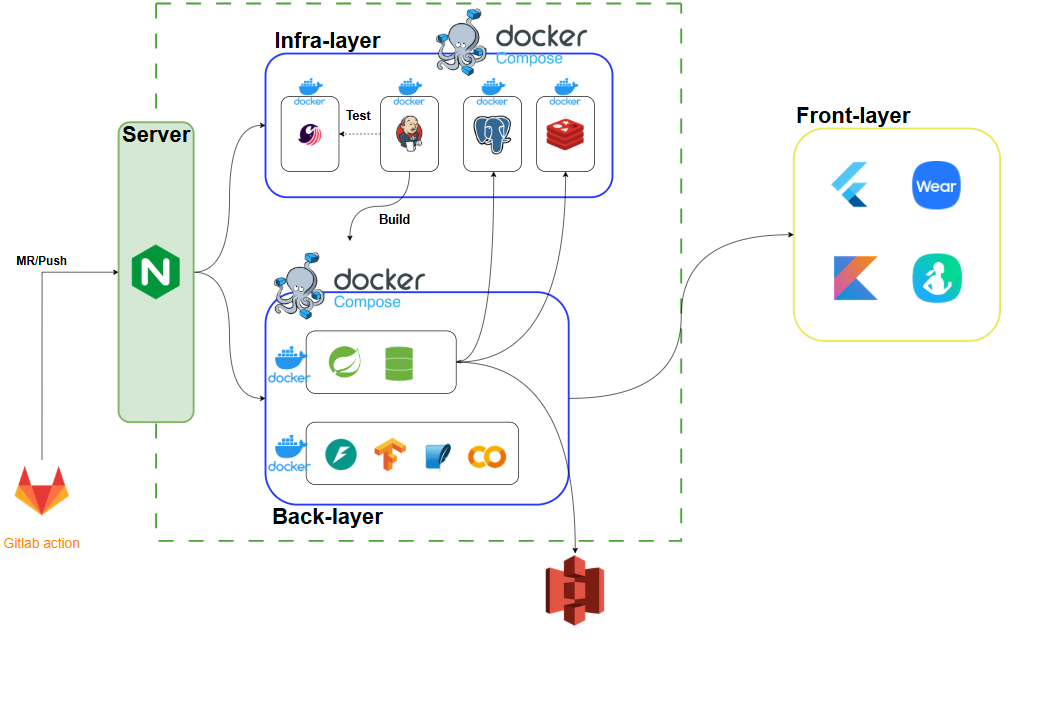 Infra-layer
docker
Compose
docker
docker
docker
docker
Test
Server
Front-layer
Wear
Build
MR/Push
N
docker
Compose
docker
docker
CO
Back-layer
Gitlab action